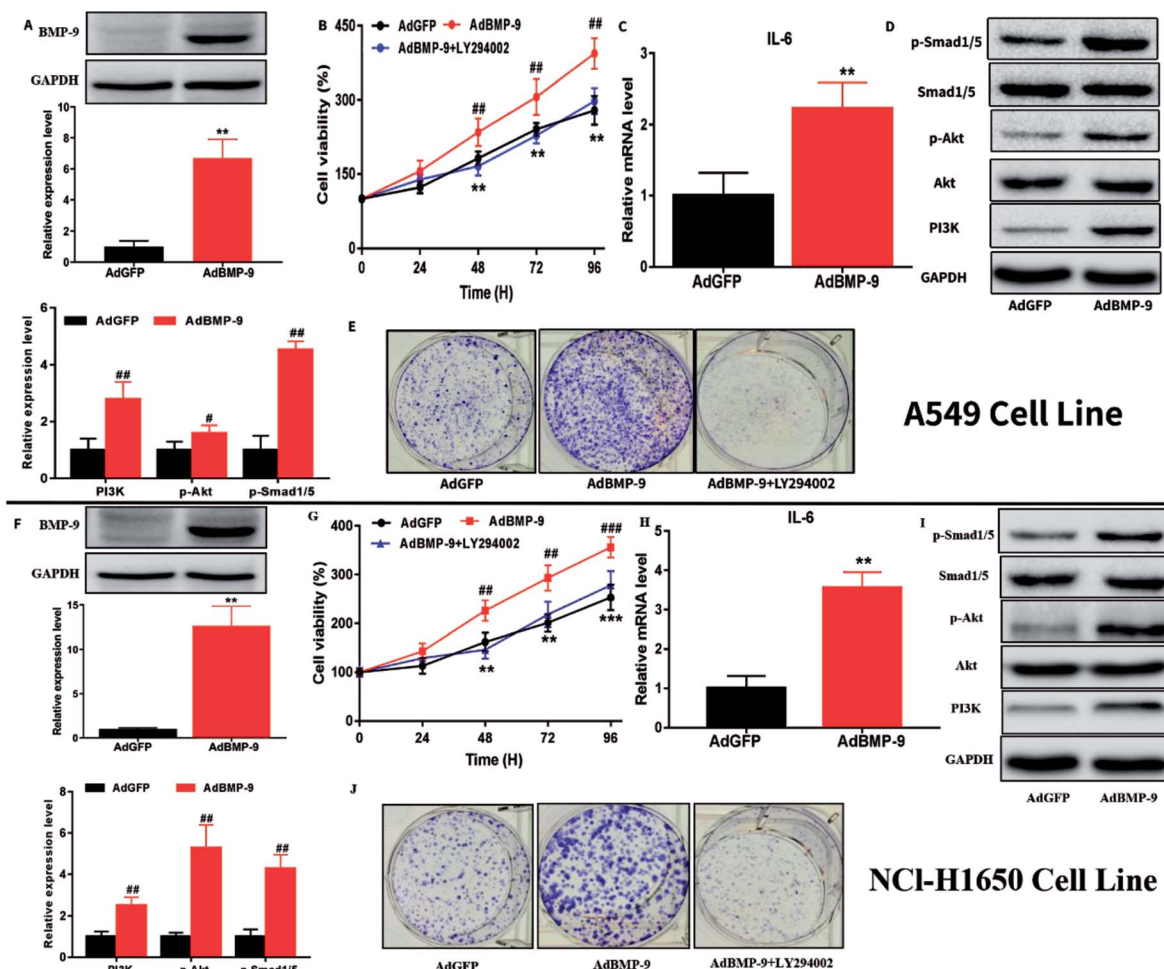 A
BMP-9
GAPDH
Relative expression level
10
8
6
4
2
0
**
AdGFP
AdBMP-9
B
AdGFP
AdBMP-9
AdBMP-9+LY294002
Cell viability (%)
450
300
150
0
##
##
##
**
**
**
0 24 48 72 96
Time (H)
C
IL-6
Relative mRNA level
3
2
1
0
**
AdGFP
AdBMP-9
D
p-Smad1/5
Smad1/5
p-Akt
Akt
PI3K
GAPDH
AdGFP
AdBMP-9
AdGFP
AdBMP-9
Relative expression level
6
4
2
0
##
#
##
PI3K
p-Akt
p-Smad1/5
E
AdGFP
AdBMP-9
AdBMP-9+LY294002
A549 Cell Line
F
BMP-9
GAPDH
Relative expression level
15
12
9
6
3
0
**
AdGFP
AdBMP-9
G
AdGFP
AdBMP-9
AdBMP-9+LY294002
Cell viability (%)
400
300
200
100
0
##
##
###
**
**
***
0 24 48 72 96
Time (H)
H
IL-6
Relative mRNA level
5
4
3
2
1
0
**
AdGFP
AdBMP-9
I
p-Smad1/5
Smad1/5
p-Akt
Akt
PI3K
GAPDH
AdGFP
AdBMP-9
AdGFP
AdBMP-9
Relative expression level
8
6
4
2
0
##
##
##
PI3K
p-Akt
p-Smad1/5
J
AdGFP
AdBMP-9
AdBMP-9+LY294002
NCl-H1650 Cell Line